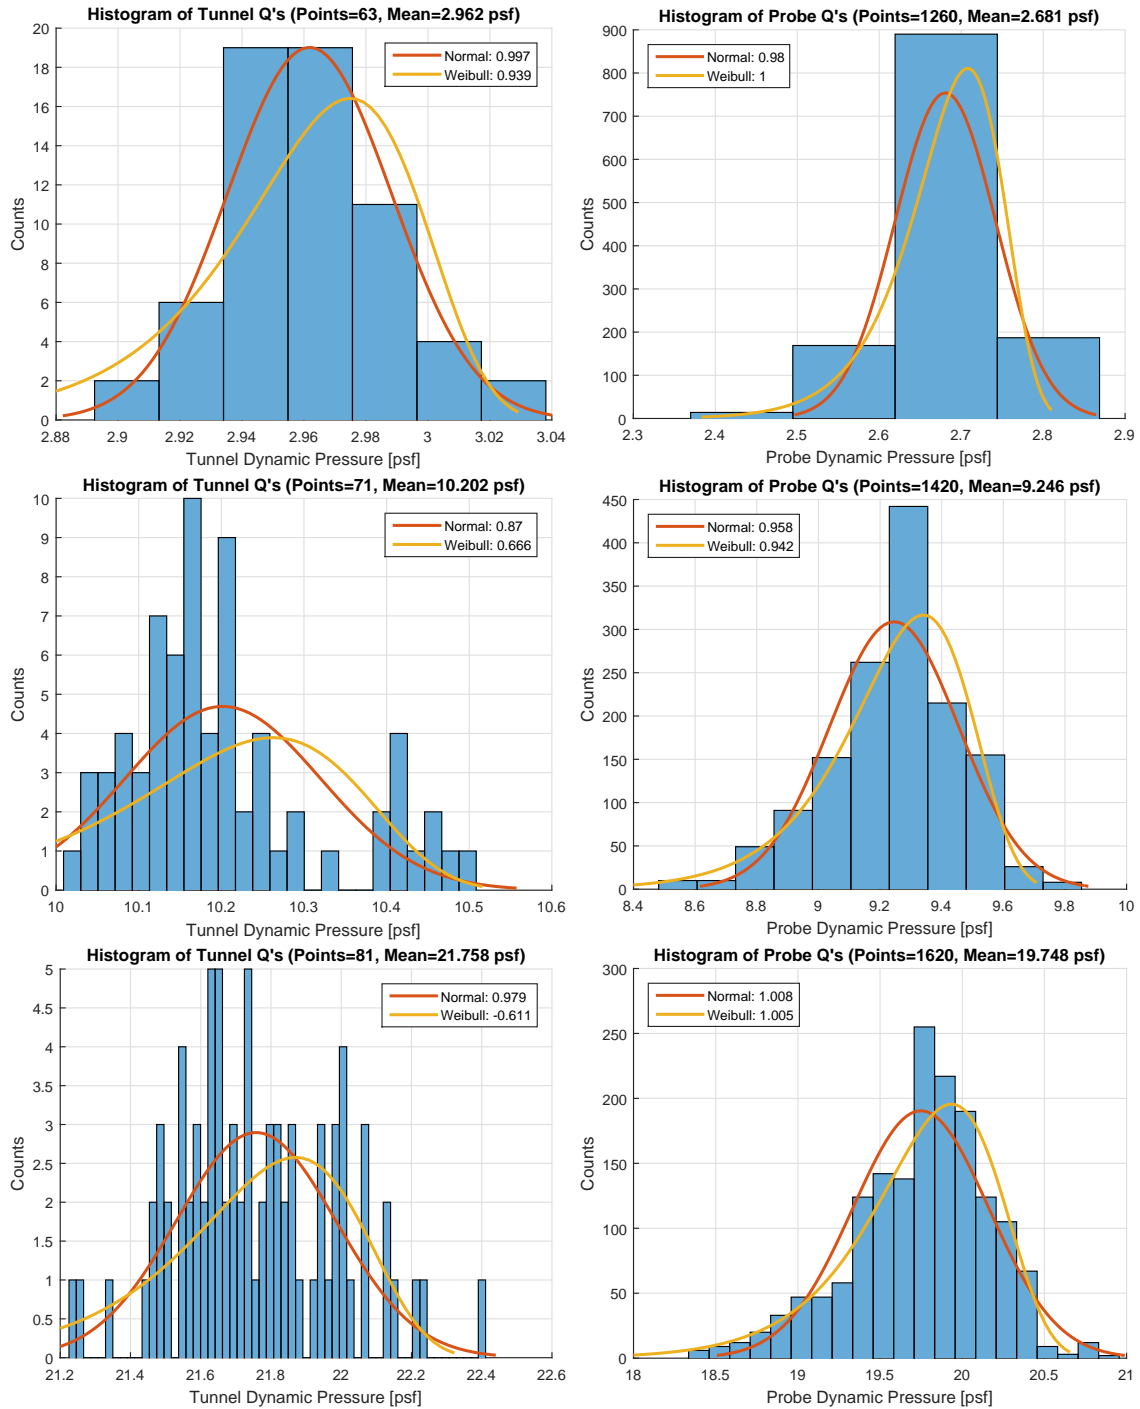 Histogram of Tunnel Q's (Points=63, Mean=2.962 psf)
Normal: 0.997
Weibull: 0.939
Counts
20
18
16
14
12
10
8
6
4
2
0
2.88 2.9 2.92 2.94 2.96 2.98 3 3.02 3.04
Tunnel Dynamic Pressure [psf]
Histogram of Probe Q's (Points=1260, Mean=2.681 psf)
Normal: 0.98
Weibull: 1
Counts
900
800
700
600
500
400
300
200
100
0
2.3 2.4 2.5 2.6 2.7 2.8 2.9
Probe Dynamic Pressure [psf]
Histogram of Tunnel Q's (Points=71, Mean=10.202 psf)
Normal: 0.87
Weibull: 0.666
Counts
10
9
8
7
6
5
4
3
2
1
0
10 10.1 10.2 10.3 10.4 10.5 10.6
Tunnel Dynamic Pressure [psf]
Histogram of Probe Q's (Points=1420, Mean=9.246 psf)
Normal: 0.958
Weibull: 0.942
Counts
450
400
350
300
250
200
150
100
50
0
8.4 8.6 8.8 9 9.2 9.4 9.6 9.8 10
Probe Dynamic Pressure [psf]
Histogram of Tunnel Q's (Points=81, Mean=21.758 psf)
Normal: 0.979
Weibull: -0.611
Counts
5
4.5
4
3.5
3
2.5
2
1.5
1
0.5
0
21.2 21.4 21.6 21.8 22 22.2 22.4 22.6
Tunnel Dynamic Pressure [psf]
Histogram of Probe Q's (Points=1620, Mean=19.748 psf)
Normal: 1.008
Weibull: 1.005
Counts
300
250
200
150
100
50
0
18 18.5 19 19.5 20 20.5 21
Probe Dynamic Pressure [psf]